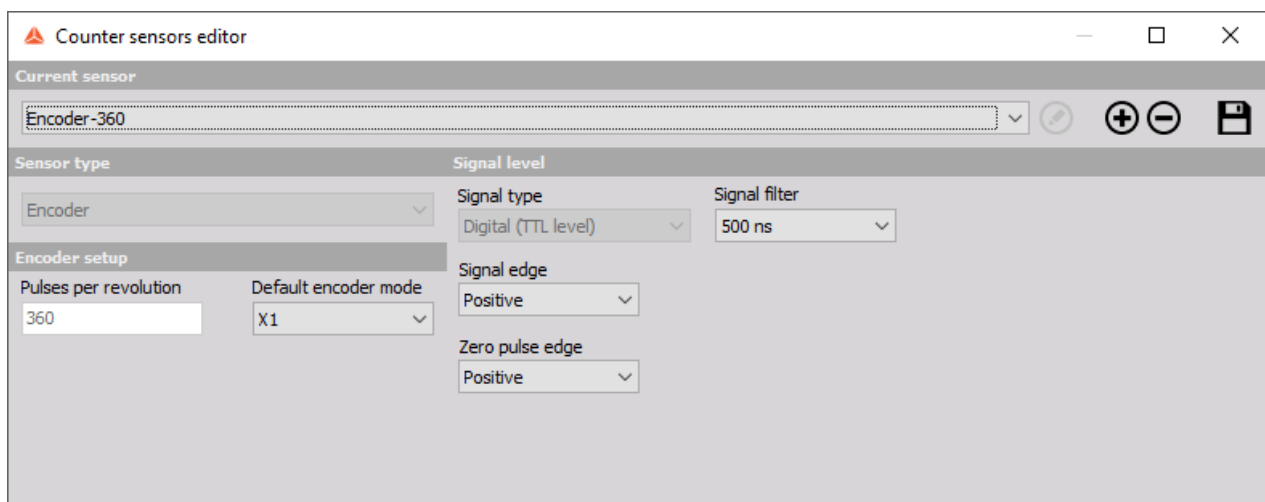 Counter sensors editor
Current sensor
Encoder-360
Sensor type
Encoder
Encoder setup
Pulses per revolution Default encoder mode
360 X1
Signal level
Signal type Signal filter
Digital (TTL level) 500 ns
Signal edge
Positive
Zero pulse edge
Positive